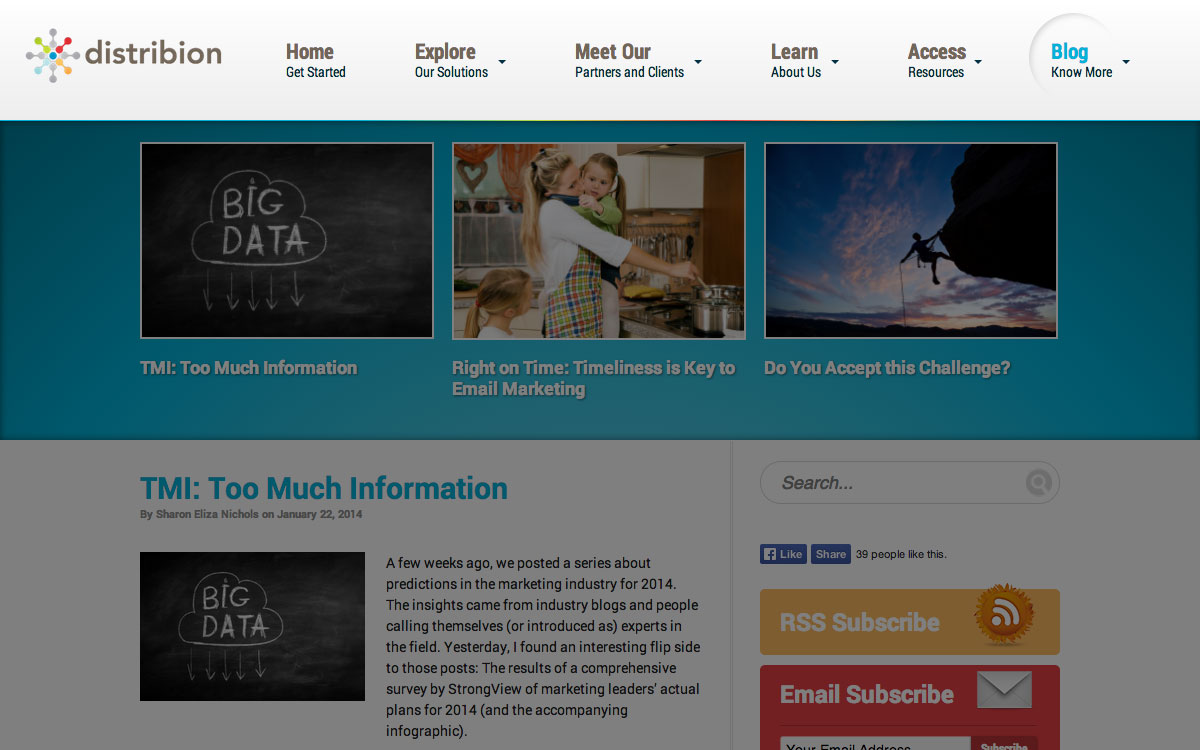 distribion
Home
Get Started
Explore
Our Solutions
Meet Our
Partners and Clients
Learn
About Us
Access
Resources
Blog
Know More
BIG
DATA
TMI: Too Much Information
Right on Time: Timeliness is Key to
Email Marketing
Do You Accept this Challenge?
TMI: Too Much Information
By Sharon Eliza Nichols on January 22, 2014
BIG
DATA
A few weeks ago, we posted a series about
predictions in the marketing industry for 2014.
The insights came from industry blogs and people
calling themselves (or introduced as) experts in
the field. Yesterday, I found an interesting flip side
to those posts: The results of a comprehensive
survey by StrongView of marketing leaders' actual
plans for 2014 (and the accompanying
infographic).
Search...
Like
Share
39 people like this.
RSS Subscribe
Email Subscribe
Your Email Address
Subscribe